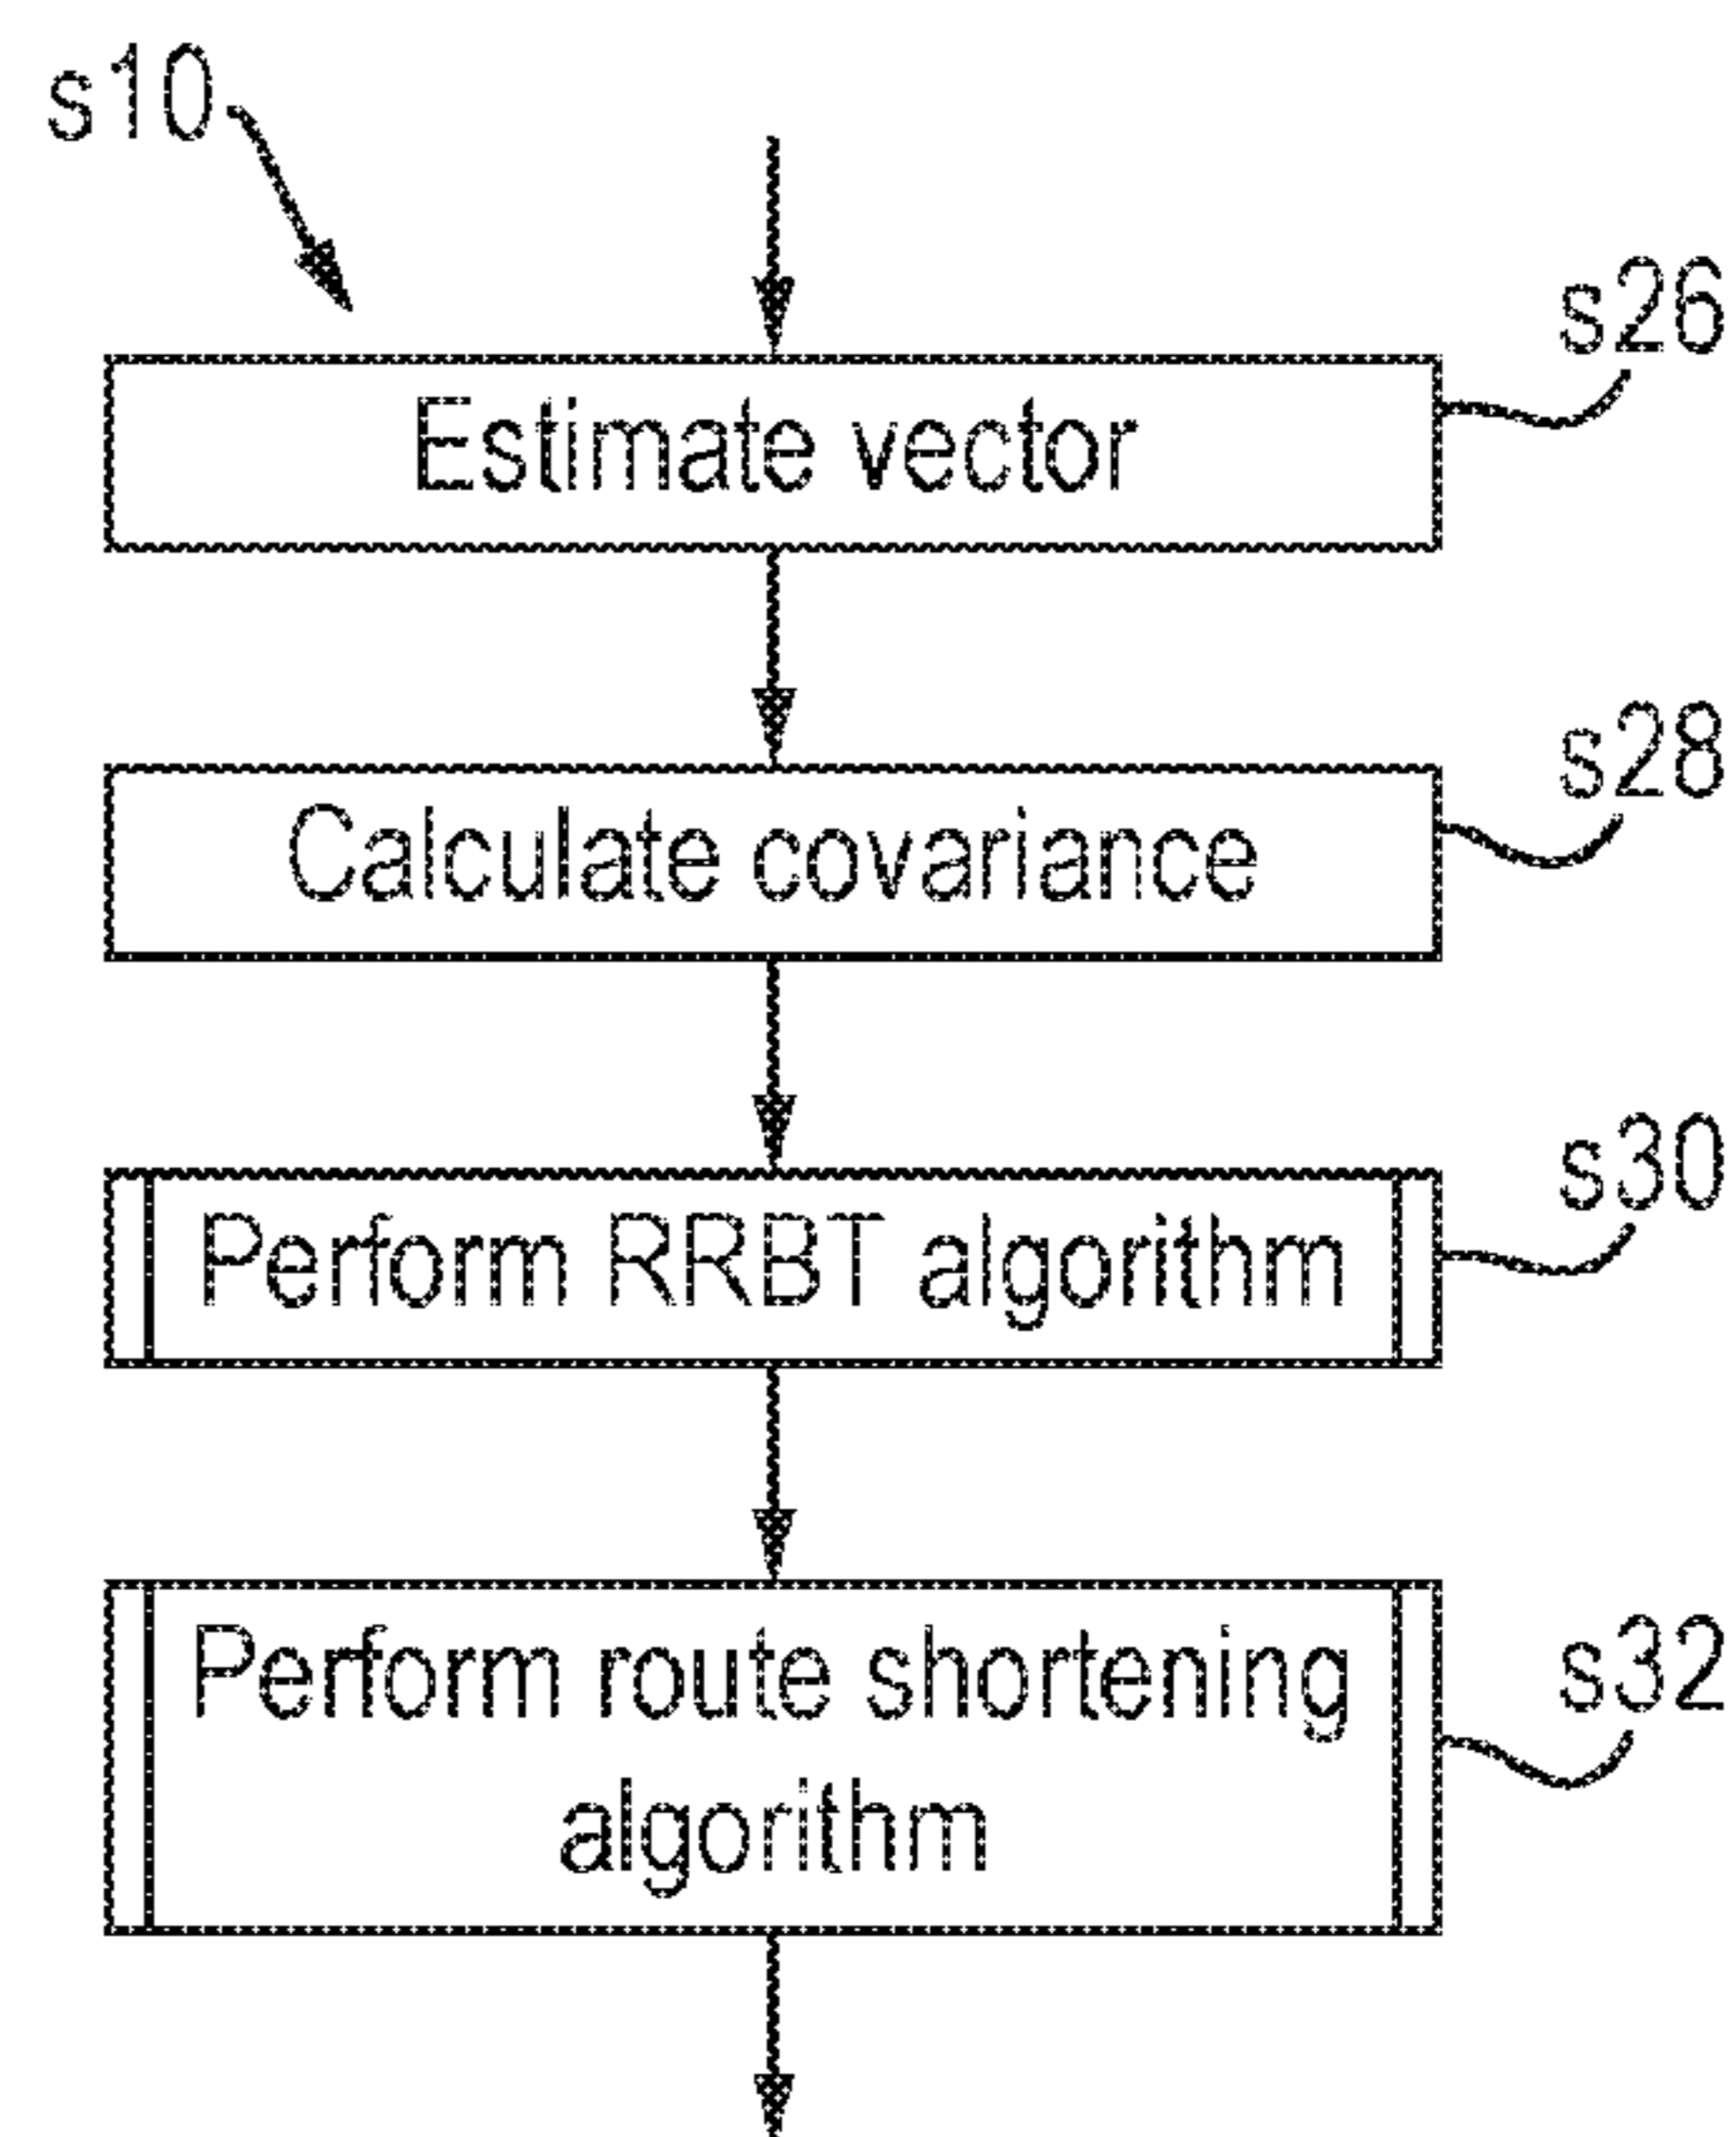 s10
s26
Estimate vector
s28
Calculate covariance
s30
Perform RRBT algorithm
s32
Perform route shortening
algorithm